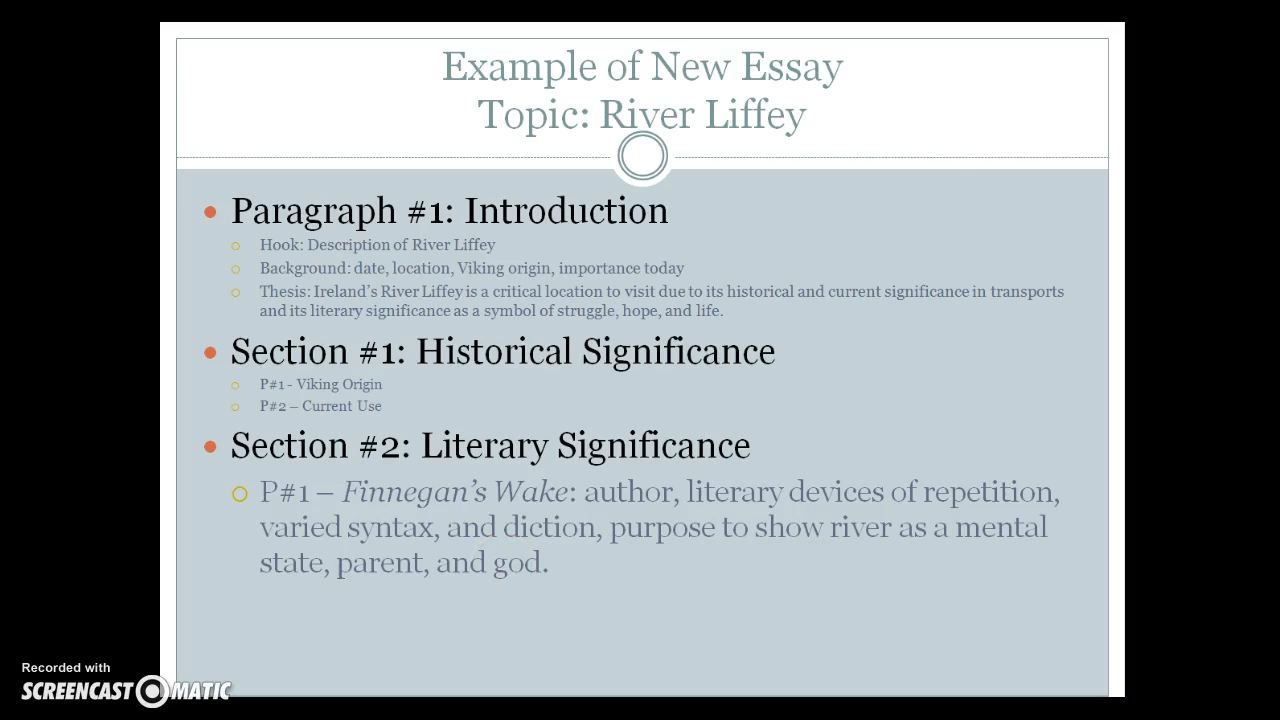 Example of New Essay
Topic: River Liffey
Paragraph #1: Introduction
Hook: Description of River Liffey
Background: date, location, Viking origin, importance today
Thesis: Ireland's River Liffey is a critical location to visit due to its historical and current significance in transports
and its literary significance as a symbol of struggle, hope, and life.
Section #1: Historical Significance
P#1 - Viking Origin
P#2 – Current Use
Section #2: Literary Significance
P#1 – Finnegan's Wake: author, literary devices of repetition,
varied syntax, and diction, purpose to show river as a mental
state, parent, and god.
Recorded with
SCREENCAST MATIC